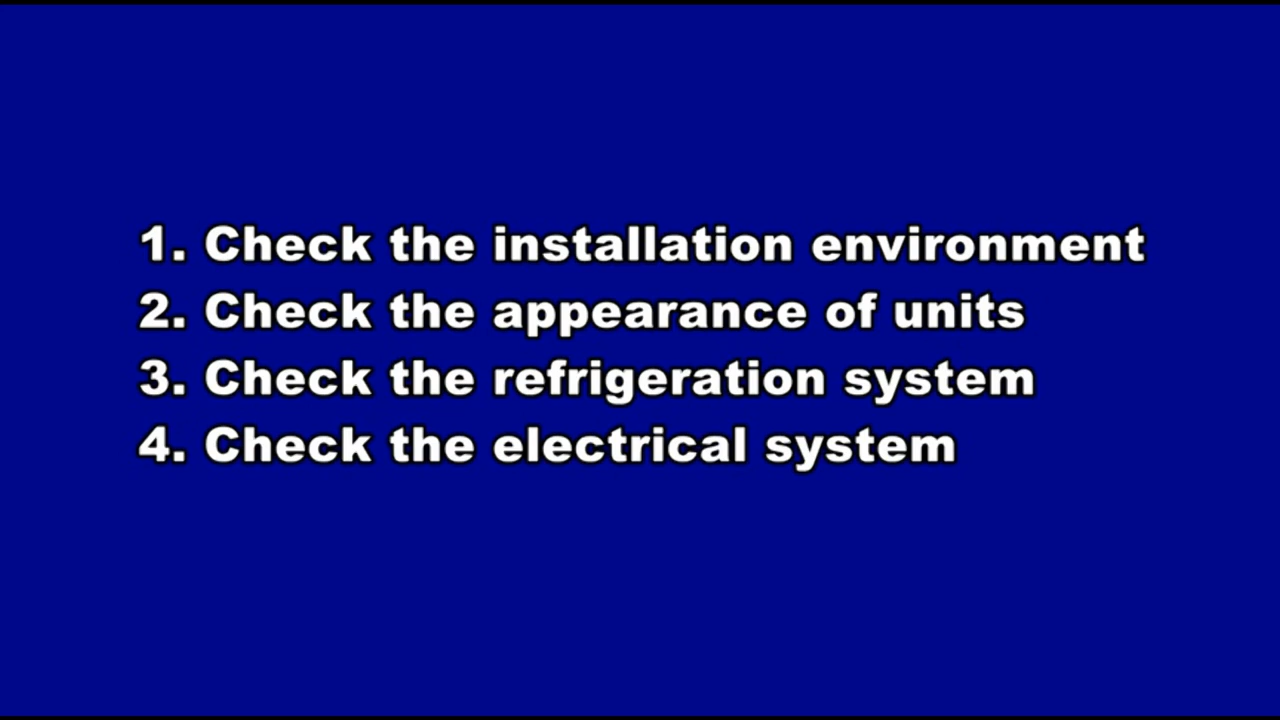 1. Check the installation environment
2. Check the appearance of units
3. Check the refrigeration system
4. Check the electrical system